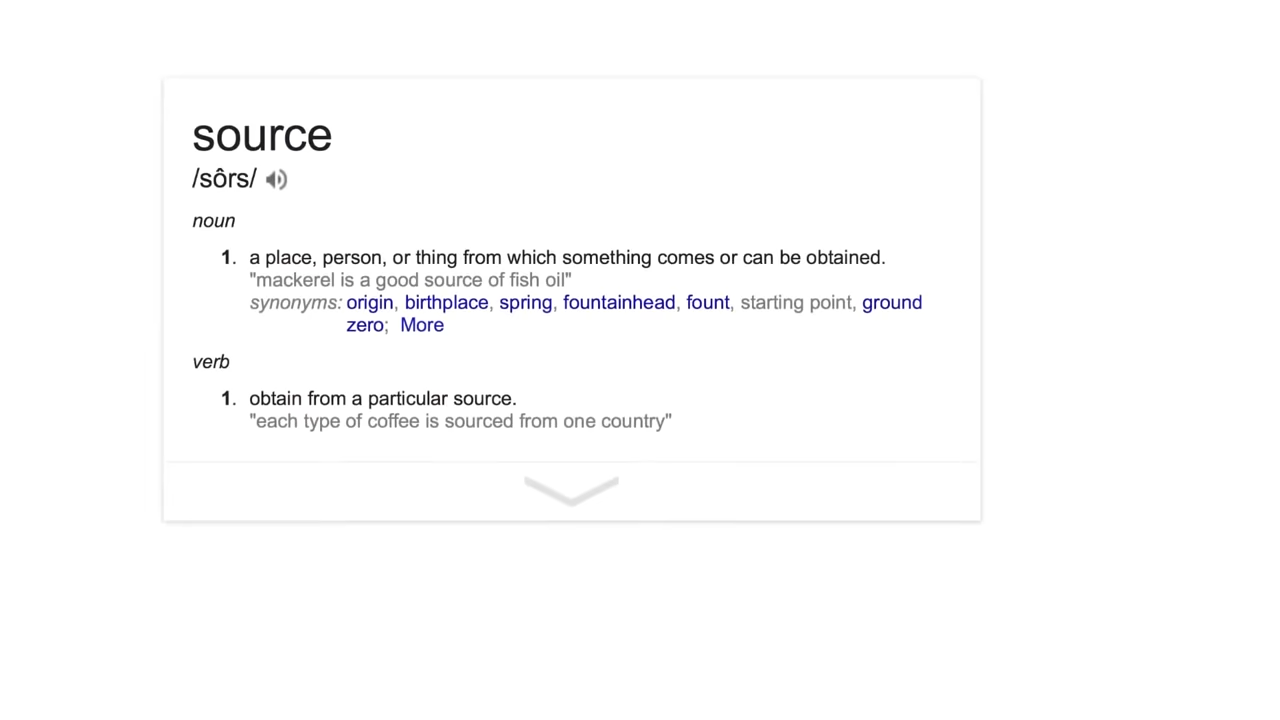 source
/sôrs/
noun
1. a place, person, or thing from which something comes or can be obtained.
"mackerel is a good source of fish oil"
synonyms: origin, birthplace, spring, fountainhead, fount, starting point, ground
zero; More
verb
1. obtain from a particular source.
"each type of coffee is sourced from one country"